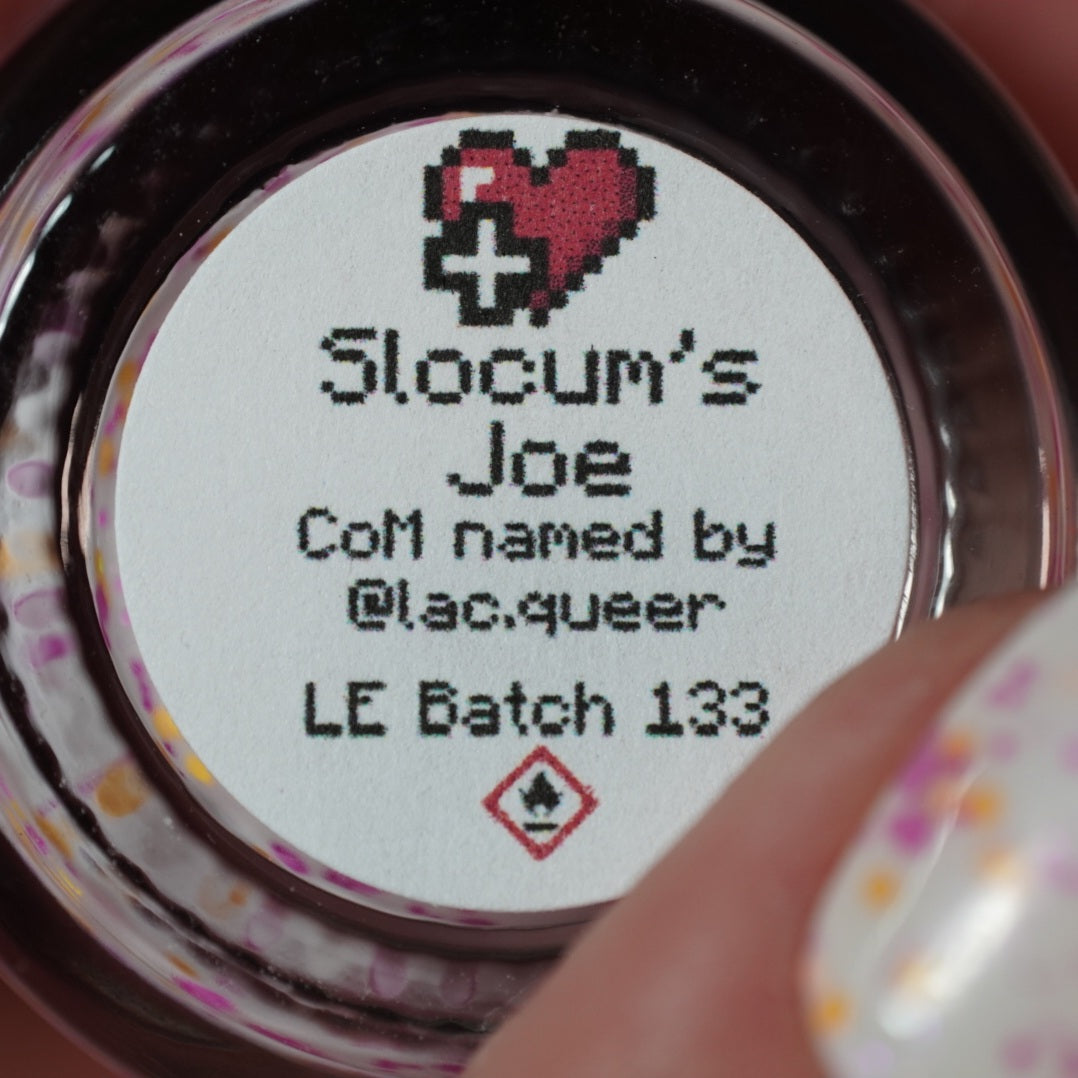 Slocum's
Joe
CoM named by
@lac.queer
LE Batch 133